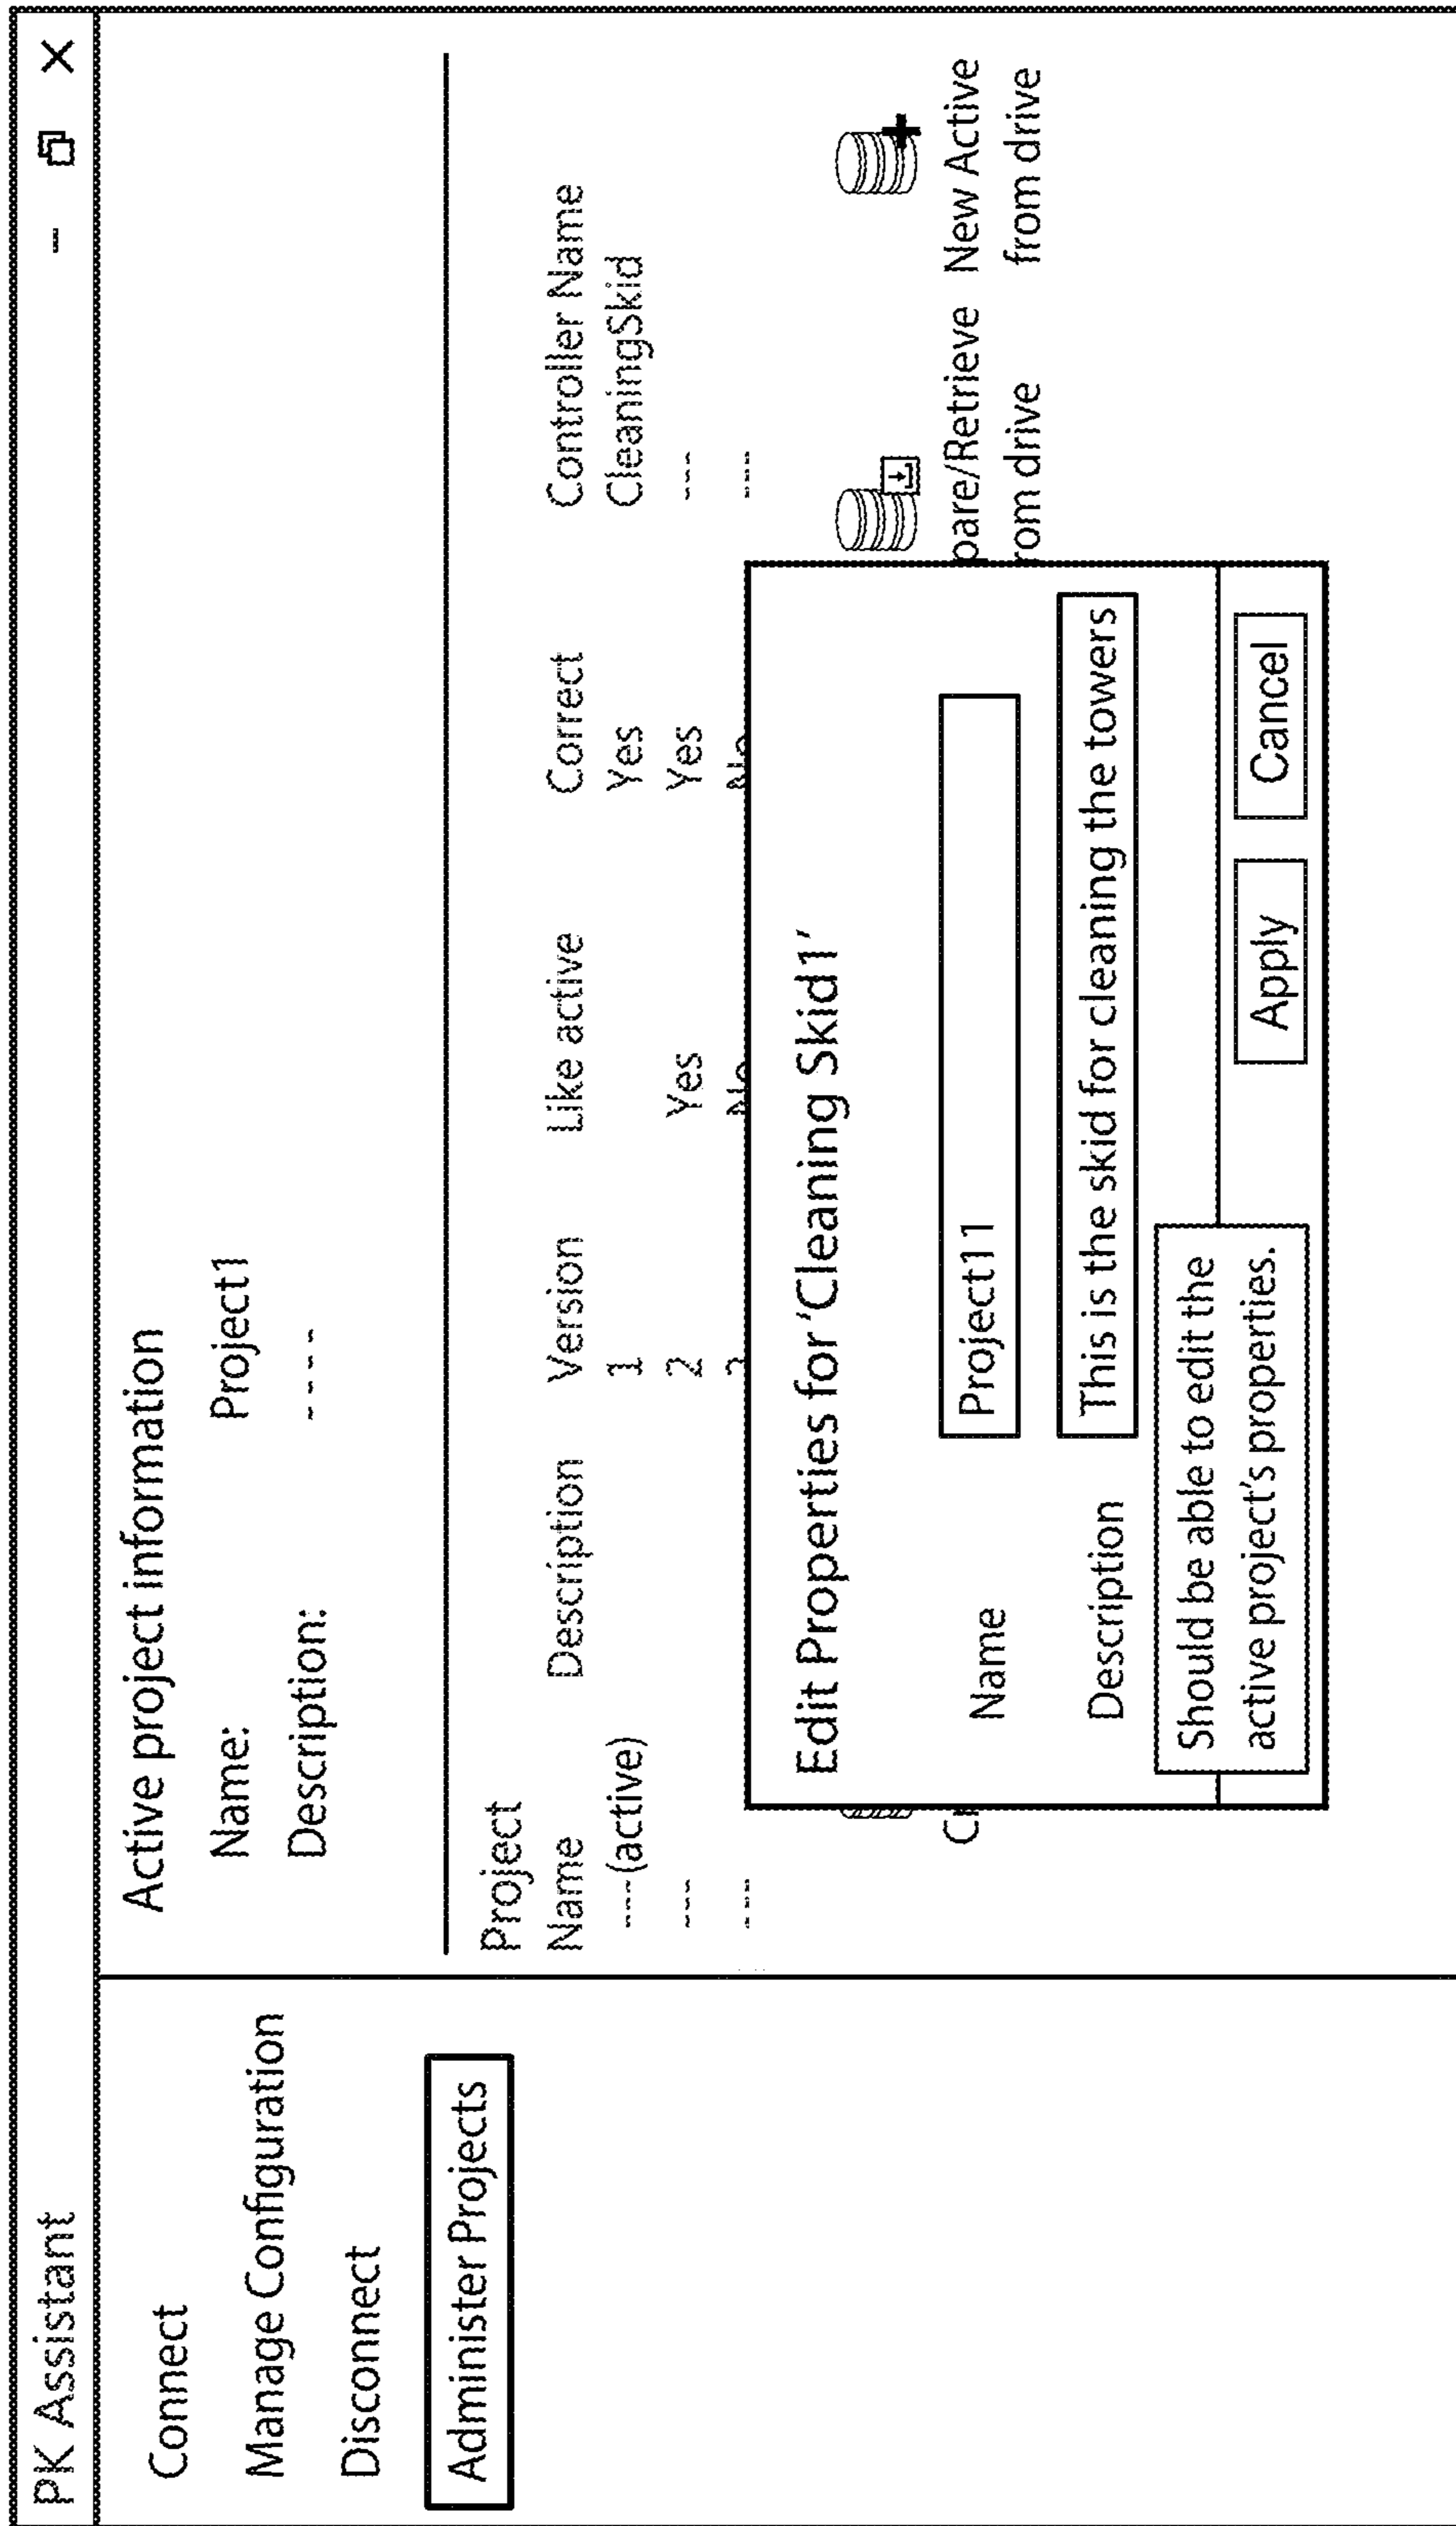 PK Assistant
Connect
Manage Configuration
Disconnect
Administer Projects
Active project information
Name: Project1
Description: -----
Project
Name Description Version Like active Correct Controller Name
---(active) 1 Yes CleaningSkid
--- 2 Yes Yes ---
--- No No ---
Edit Properties for ‘Cleaning Skid1’
Name Project11
Description This is the skid for cleaning the towers
Should be able to edit the
active project’s properties.
Apply Cancel
pare/Retrieve
rom drive
New Active
from drive